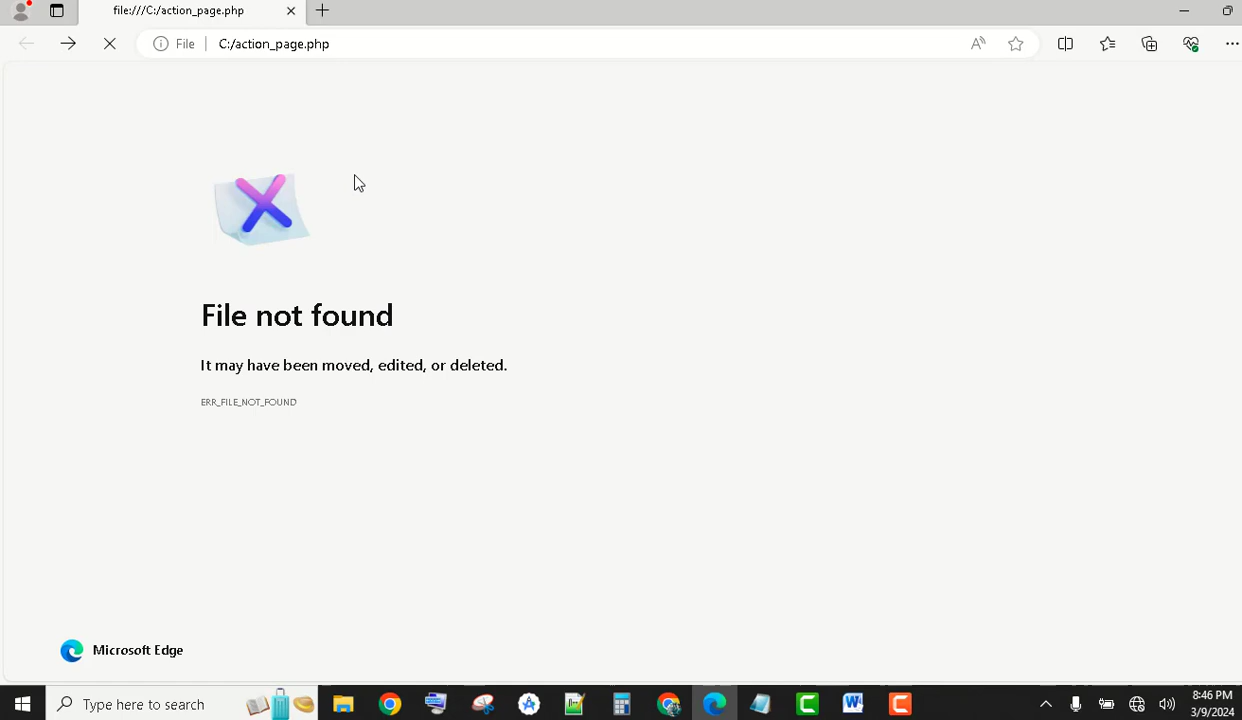 file:///C:/action_page.php
File C:/action_page.php
File not found
It may have been moved, edited, or deleted.
ERR_FILE_NOT_FOUND
Microsoft Edge
Type here to search
8:46 PM
3/9/2024